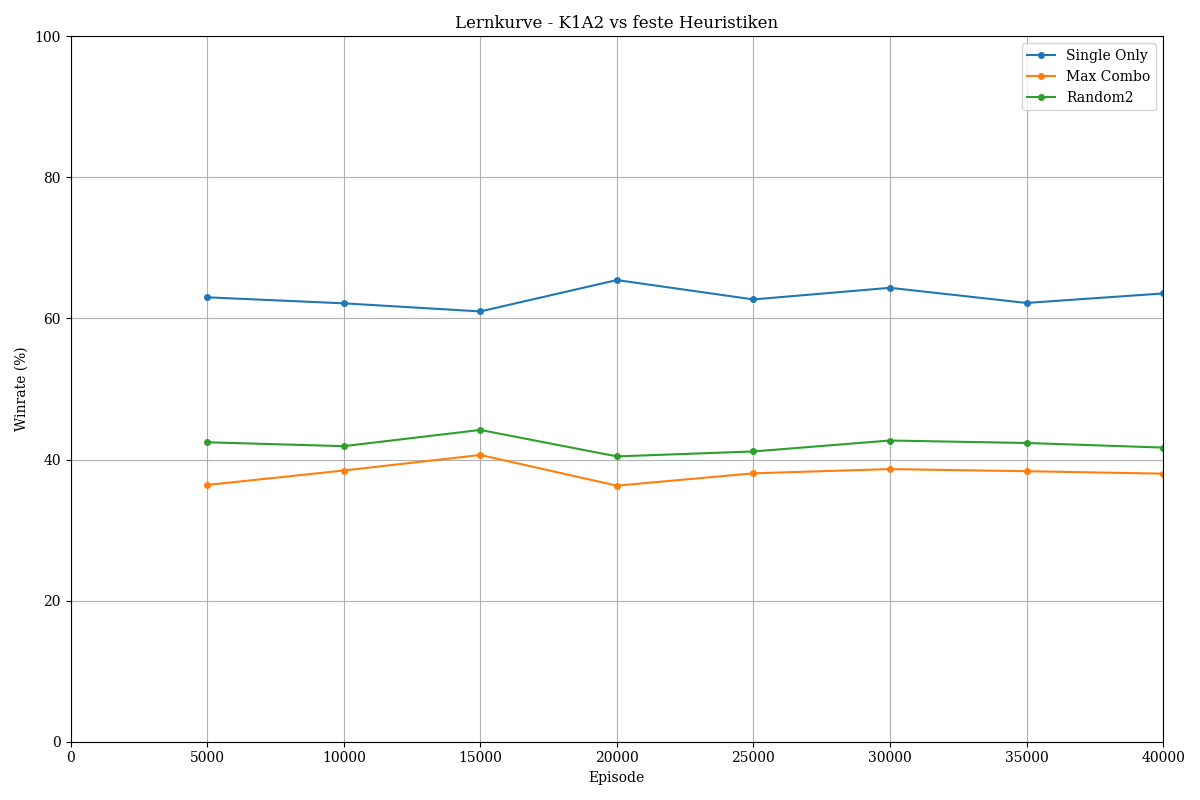 Lernkurve - K1A2 vs feste Heuristiken
Single Only
Max Combo
Random2
Winrate (%)
100
80
60
40
20
0
0 5000 10000 15000 20000 25000 30000 35000 40000
Episode